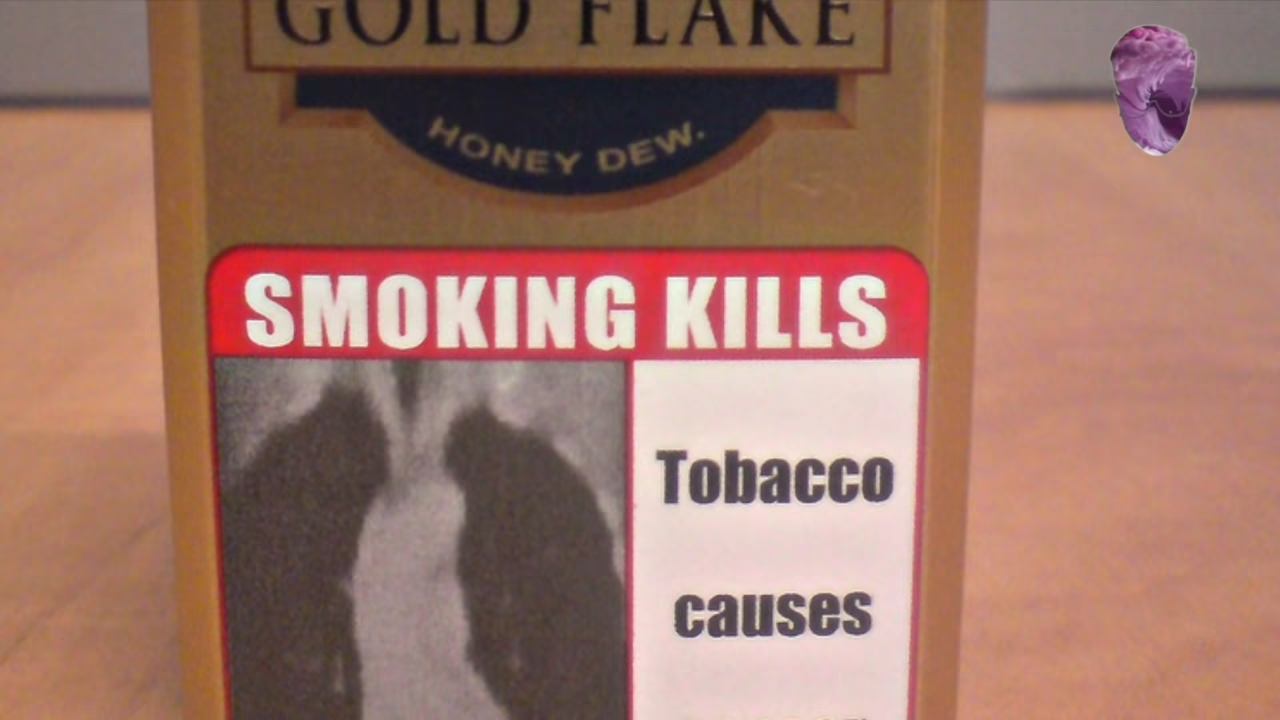 GOLD FLAKE
HONEY DEW.
SMOKING KILLS
Tobacco
causes